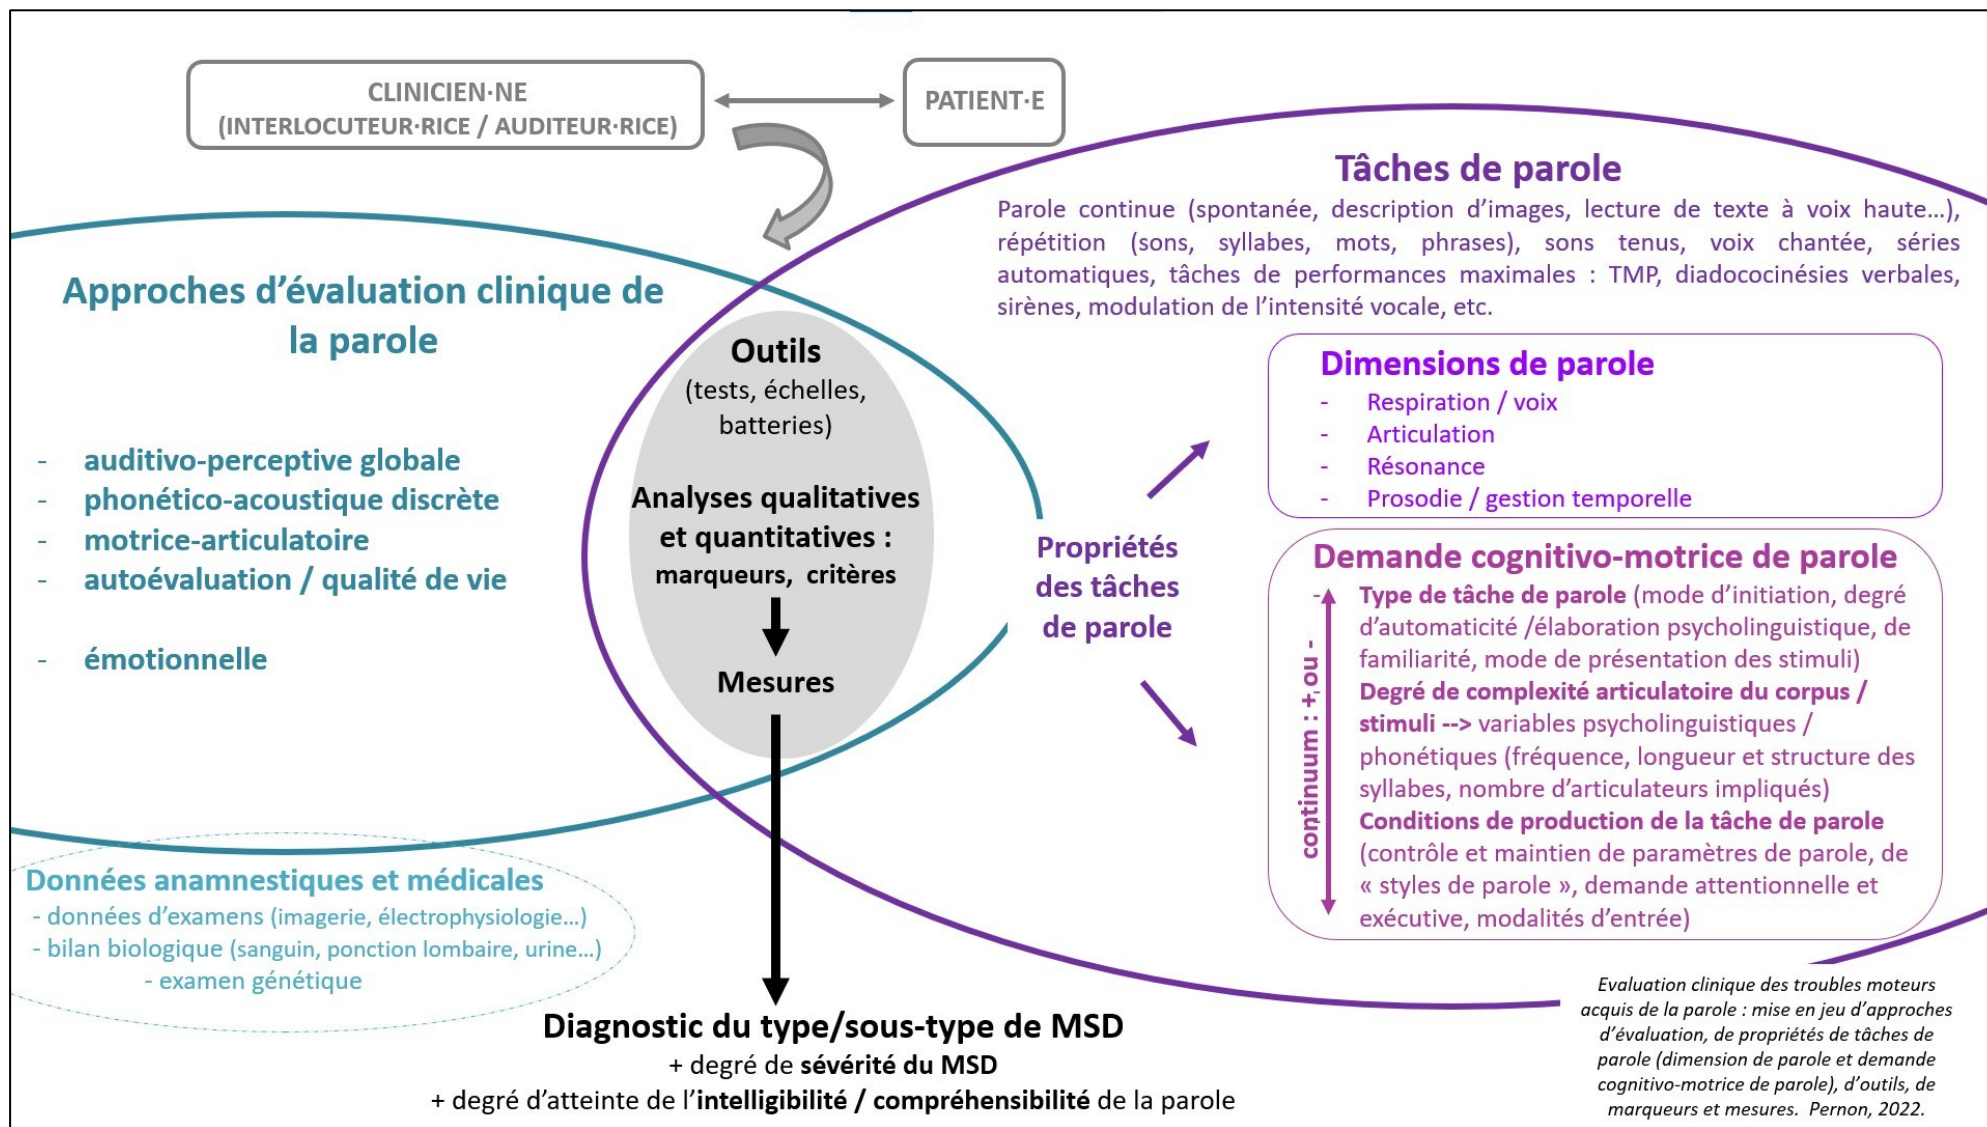 CLINICIEN·NE
(INTERLOCUTEUR·RICE / AUDITEUR·RICE)
PATIENT·E
Approches d’évaluation clinique de
la parole
- auditivo-perceptive globale
- phonético-acoustique discrète
- motrice-articulatoire
- autoévaluation / qualité de vie
- émotionnelle
Données anamnestiques et médicales
- données d’examens (imagerie, électrophysiologie…)
- bilan biologique (sanguin, ponction lombaire, urine…)
- examen génétique
Outils
(tests, échelles,
batteries)
Analyses qualitatives
et quantitatives :
marqueurs, critères
Mesures
Diagnostic du type/sous-type de MSD
+ degré de sévérité du MSD
+ degré d’atteinte de l’intelligibilité / compréhensibilité de la parole
Tâches de parole
Parole continue (spontanée, description d’images, lecture de texte à voix haute…),
répétition (sons, syllabes, mots, phrases), sons tenus, voix chantée, séries
automatiques, tâches de performances maximales : TMP, diadococinésies verbales,
sirènes, modulation de l’intensité vocale, etc.
Propriétés
des tâches
de parole
Dimensions de parole
- Respiration / voix
- Articulation
- Résonance
- Prosodie / gestion temporelle
Demande cognitivo-motrice de parole
continuum : + ou -
- Type de tâche de parole (mode d’initiation, degré
d’automaticité /élaboration psycholinguistique, de
familiarité, mode de présentation des stimuli)
Degré de complexité articulatoire du corpus /
stimuli --> variables psycholinguistiques /
phonétiques (fréquence, longueur et structure des
syllabes, nombre d’articulateurs impliqués)
Conditions de production de la tâche de parole
(contrôle et maintien de paramètres de parole, de
« styles de parole », demande attentionnelle et
exécutive, modalités d’entrée)
Evaluation clinique des troubles moteurs
acquis de la parole : mise en jeu d’approches
d’évaluation, de propriétés de tâches de
parole (dimension de parole et demande
cognitivo-motrice de parole), d’outils, de
marqueurs et mesures. Pernon, 2022.